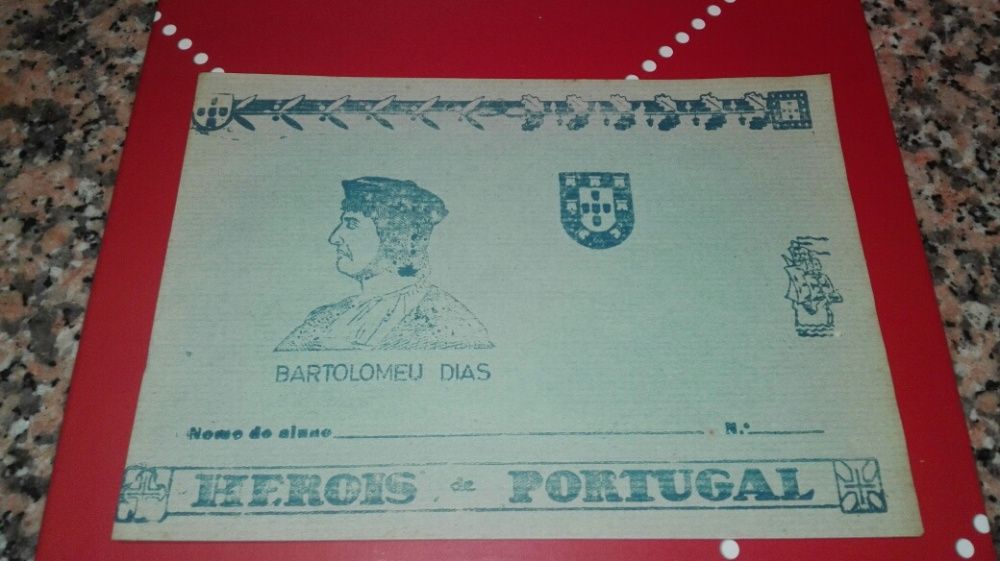 BARTOLOMEU DIAS
Nome do aluno N.º
HEROIS de PORTUGAL